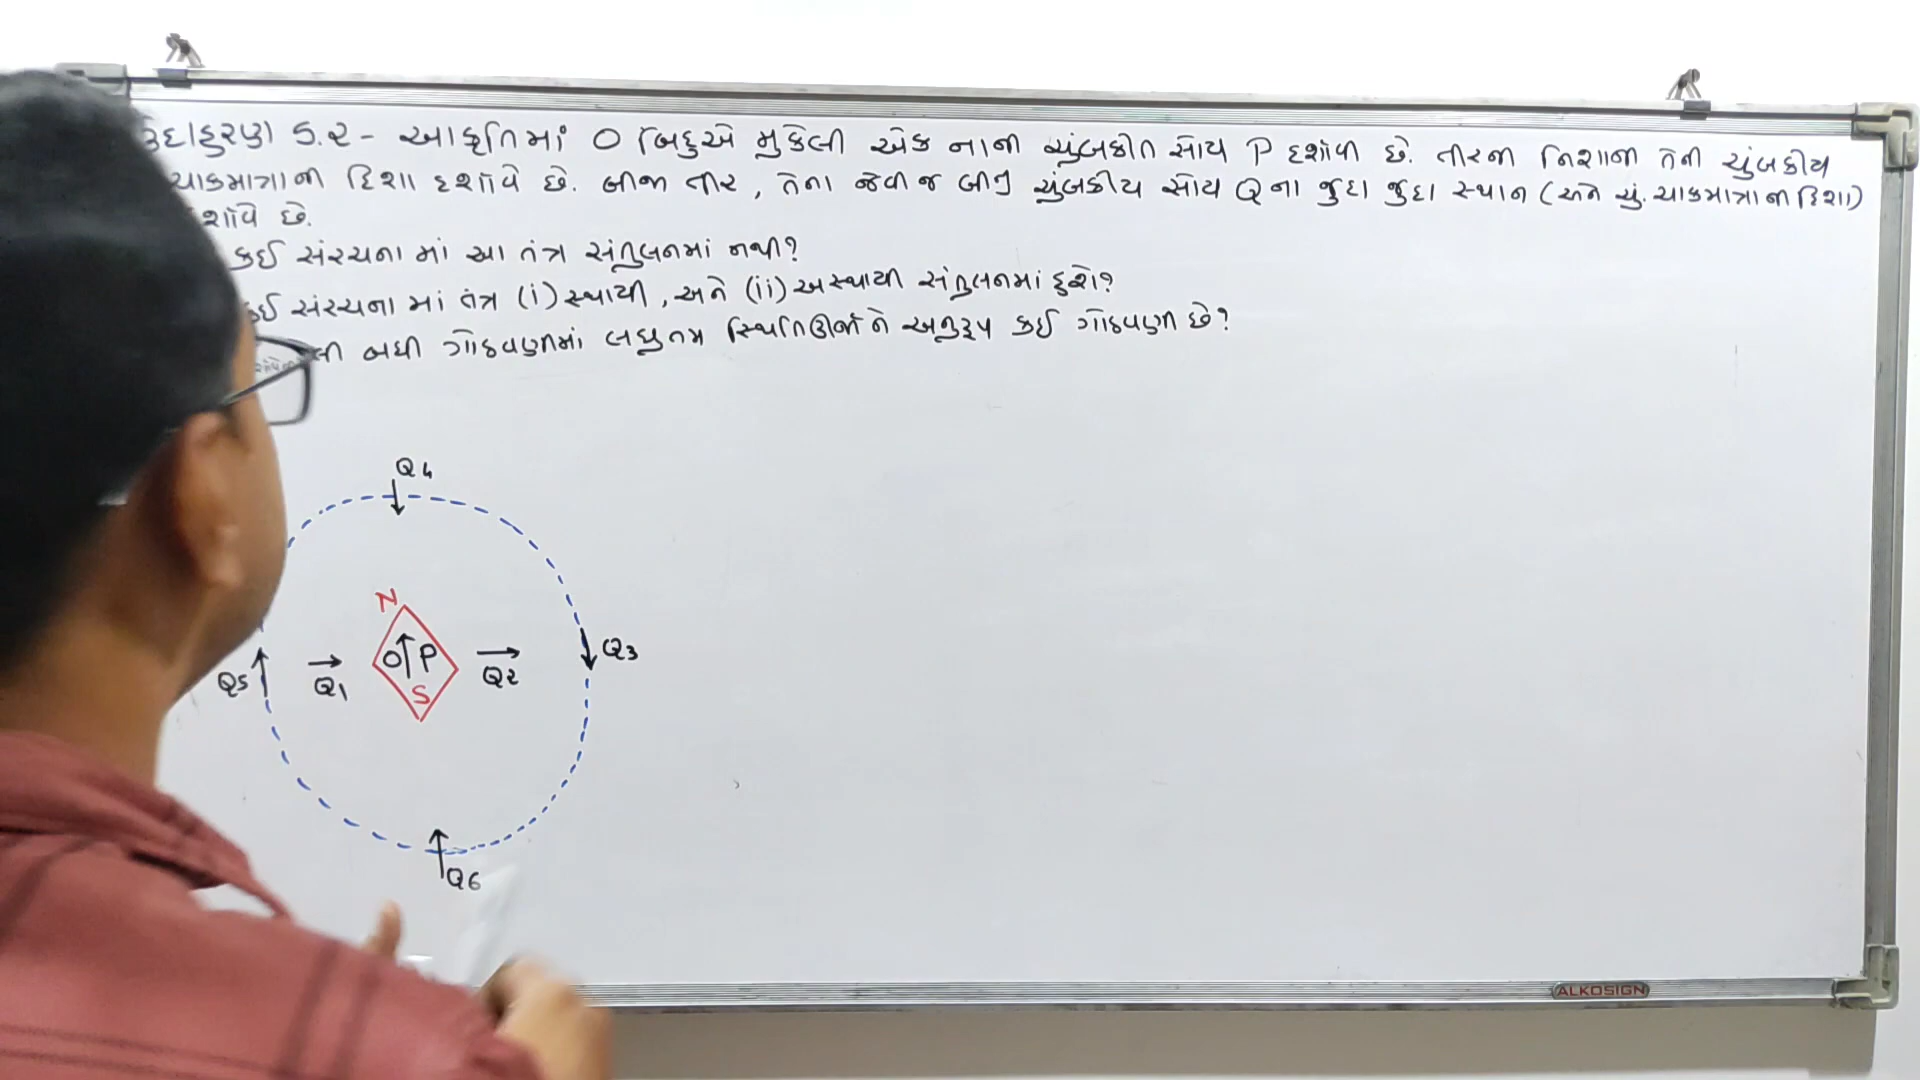 ઉદાહરણ 5.2 - આકૃતિમાં O બિંદુએ મુકેલી એક નાની ચુંબકીત સોય P દર્શાવી છે. તીરની નિશાની તેની ચુંબકીય
ચાકમાત્રાની દિશા દર્શાવે છે. બીજા તીર, તેના જેવી જ બીજી ચુંબકીય સોય Q ના જુદા જુદા સ્થાન (અને ચું. ચાકમાત્રાની દિશા)
દર્શાવે છે.
કઈ સંરચના માં આ તંત્ર સંતુલનમાં નથી?
કઈ સંરચના માં તંત્ર (i) સ્થાયી, અને (ii) અસ્થાયી સંતુલનમાં હશે?
બધી ગોઠવણીમાં લઘુતમ સ્થિતિઊર્જાને અનુરૂપ કઈ ગોઠવણી છે?
Q4
N
O P
S
Q3
Q5
Q1
Q2
Q6
ALKOSIGN